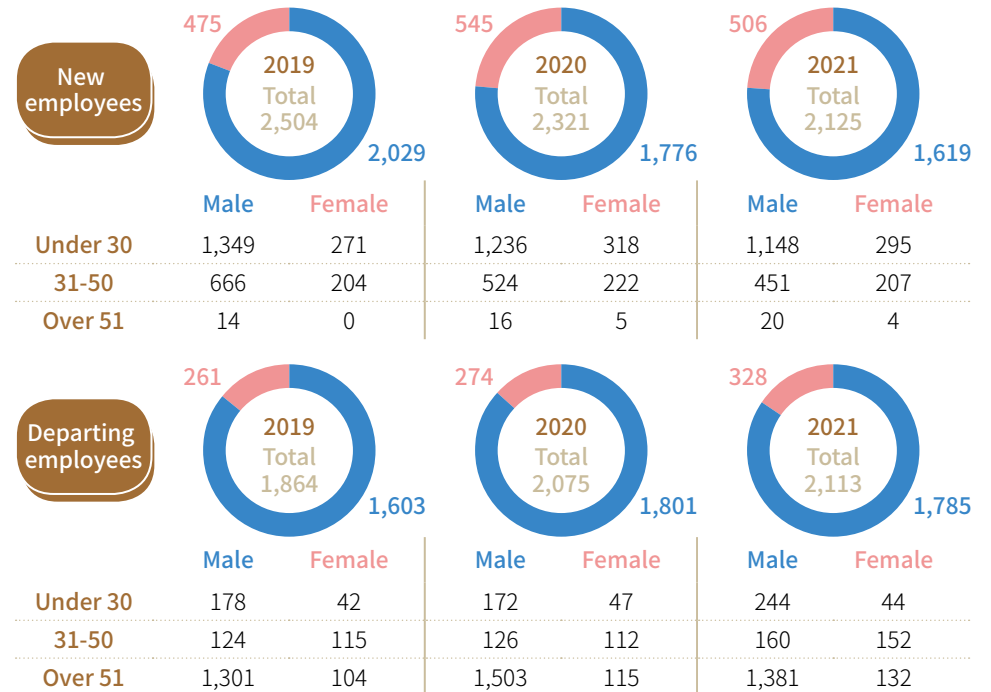 New
employees
475
2019
Total
2,504
2,029
545
2020
Total
2,321
1,776
506
2021
Total
2,125
1,619
Male Female Male Female Male Female
Under 30 1,349 271 1,236 318 1,148 295
31-50 666 204 524 222 451 207
Over 51 14 0 16 5 20 4
Departing
employees
261
2019
Total
1,864
1,603
274
2020
Total
2,075
1,801
328
2021
Total
2,113
1,785
Male Female Male Female Male Female
Under 30 178 42 172 47 244 44
31-50 124 115 126 112 160 152
Over 51 1,301 104 1,503 115 1,381 132